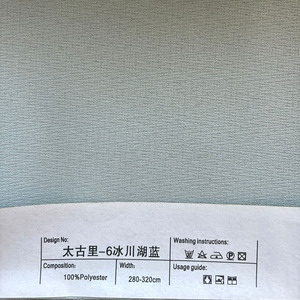 Design No:
太古里-6冰川湖蓝
Washing instructions:
Composition:
100%Polyester
Width:
280-320cm
Usage guide: